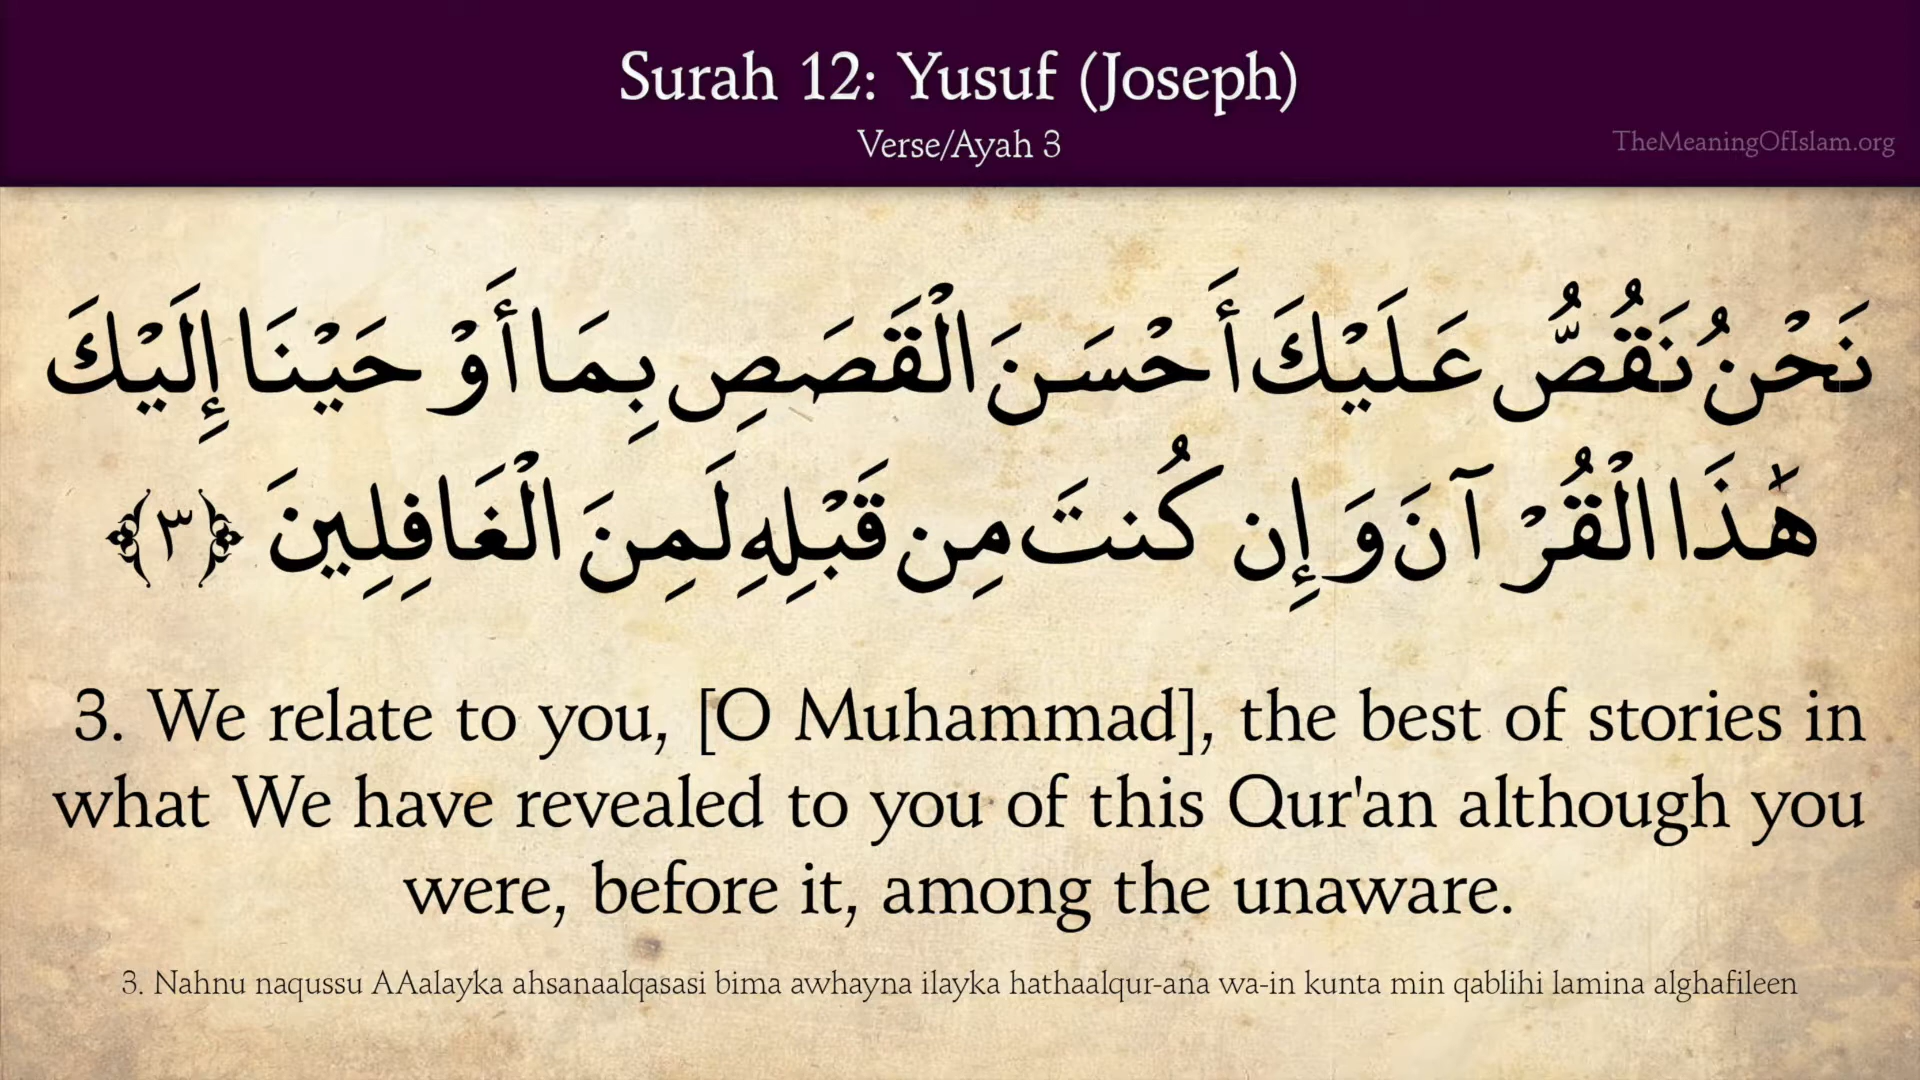 Surah 12: Yusuf (Joseph)
Verse/Ayah 3
TheMeaningOfIslam.org
نَحْنُ نَقُصُّ عَلَيْكَ أَحْسَنَ الْقَصَصِ بِمَا أَوْحَيْنَا إِلَيْكَ
هَٰذَا الْقُرْآنَ وَإِن كُنتَ مِن قَبْلِهِ لَمِنَ الْغَافِلِينَ ﴿٣﴾
3. We relate to you, [O Muhammad], the best of stories in
what We have revealed to you of this Qur'an although you
were, before it, among the unaware.
3. Nahnu naqussu AAalayka ahsanaalqasasi bima awhayna ilayka hathaalqur-ana wa-in kunta min qablihi lamina alghafileen